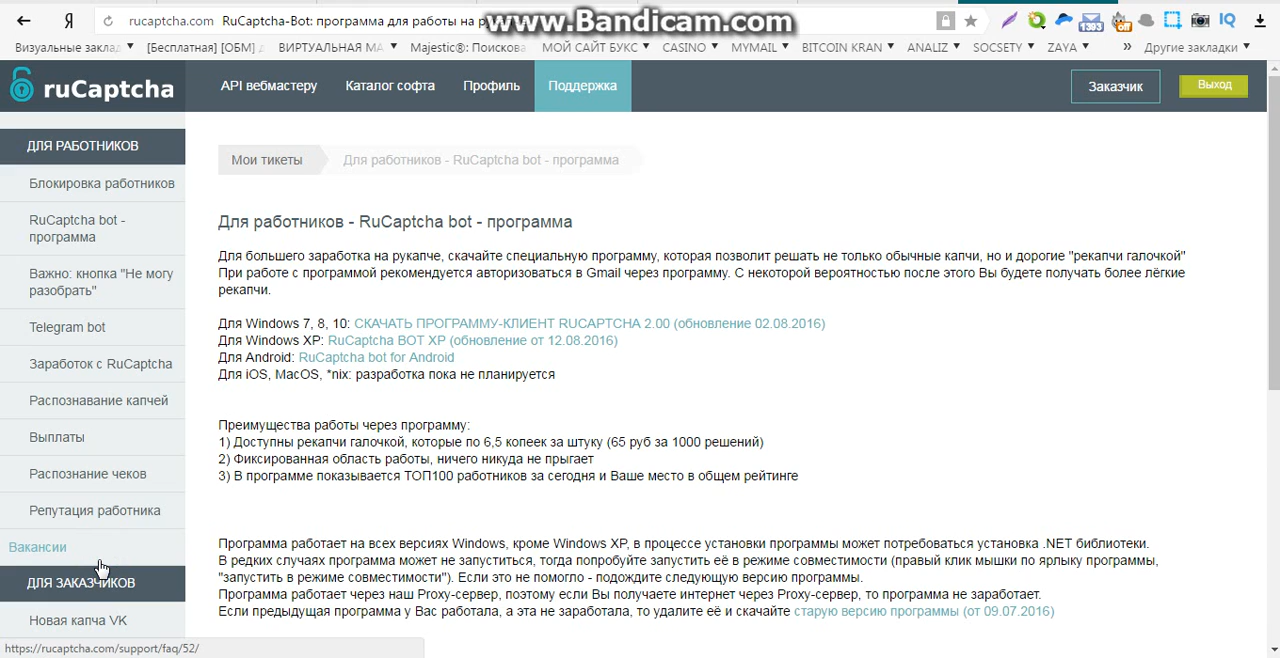 rucaptcha.com RuCaptcha-Bot: программа для работы на
www.Bandicam.com
1393
off
IQ
Визуальные заклад
[Бесплатная] [ОБМ]
ВИРТУАЛЬНАЯ МА
Majestic®: Поискова
МОЙ САЙТ БУКС
CASINO
MYMAIL
BITCOIN KRAN
ANALIZ
SOCSETY
ZAYA
» Другие закладки
ruCaptcha
API вебмастеру
Каталог софта
Профиль
Поддержка
Заказчик
Выход
ДЛЯ РАБОТНИКОВ
Блокировка работников
RuCaptcha bot -
программа
Важно: кнопка "Не могу
разобрать"
Telegram bot
Заработок с RuCaptcha
Распознавание капчей
Выплаты
Распознание чеков
Репутация работника
Вакансии
ДЛЯ ЗАКАЗЧИКОВ
Новая капча VK
Мои тикеты
Для работников - RuCaptcha bot - программа
Для работников - RuCaptcha bot - программа
Для большего заработка на рукапче, скачайте специальную программу, которая позволит решать не только обычные капчи, но и дорогие "рекапчи галочкой"
При работе с программой рекомендуется авторизоваться в Gmail через программу. С некоторой вероятностью после этого Вы будете получать более лёгкие
рекапчи.
Для Windows 7, 8, 10: СКАЧАТЬ ПРОГРАММУ-КЛИЕНТ RUCAPTCHA 2.00 (обновление 02.08.2016)
Для Windows XP: RuCaptcha BOT XP (обновление от 12.08.2016)
Для Android: RuCaptcha bot for Android
Для iOS, MacOS, *nix: разработка пока не планируется
Преимущества работы через программу:
1) Доступны рекапчи галочкой, которые по 6,5 копеек за штуку (65 руб за 1000 решений)
2) Фиксированная область работы, ничего никуда не прыгает
3) В программе показывается ТОП100 работников за сегодня и Ваше место в общем рейтинге
Программа работает на всех версиях Windows, кроме Windows XP, в процессе установки программы может потребоваться установка .NET библиотеки.
В редких случаях программа может не запуститься, тогда попробуйте запустить её в режиме совместимости (правый клик мышки по ярлыку программы,
"запустить в режиме совместимости"). Если это не помогло - подождите следующую версию программы.
Программа работает через наш Proxy-сервер, поэтому если Вы получаете интернет через Proxy-сервер, то программа не заработает.
Если предыдущая программа у Вас работала, а эта не заработала, то удалите её и скачайте старую версию программы (от 09.07.2016)
https://rucaptcha.com/support/faq/52/